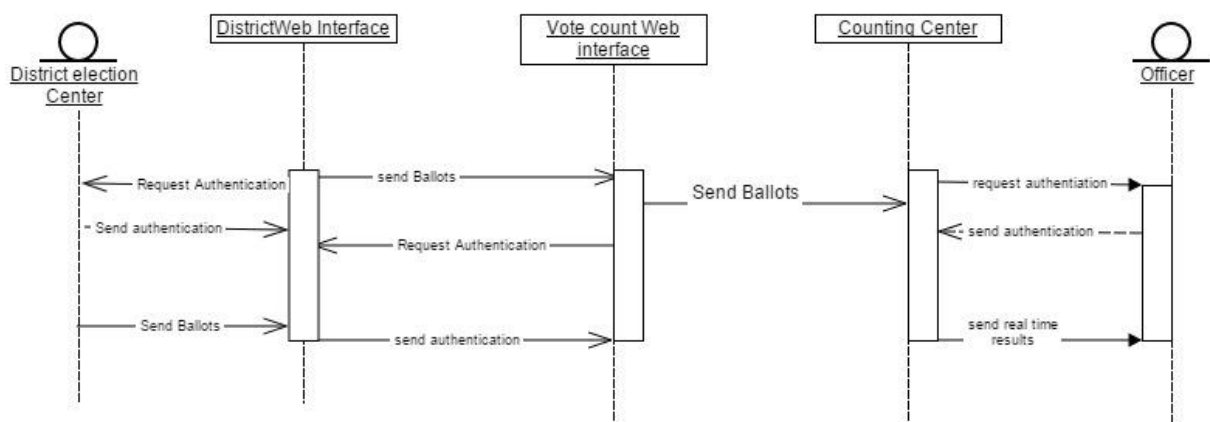 DistrictWeb Interface
Vote count Web
interface
Counting Center
District election
Center
Officer
Request Authentication
send Ballots
Send Ballots
request authentiation
Send authentication
Request Authentication
send authentication
Send Ballots
send authentication
send real time
results